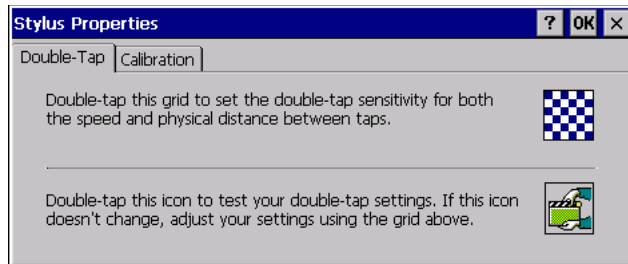 Stylus Properties ? OK ×
Double-Tap Calibration
Double-tap this grid to set the double-tap sensitivity for both
the speed and physical distance between taps.
Double-tap this icon to test your double-tap settings. If this icon
doesn't change, adjust your settings using the grid above.